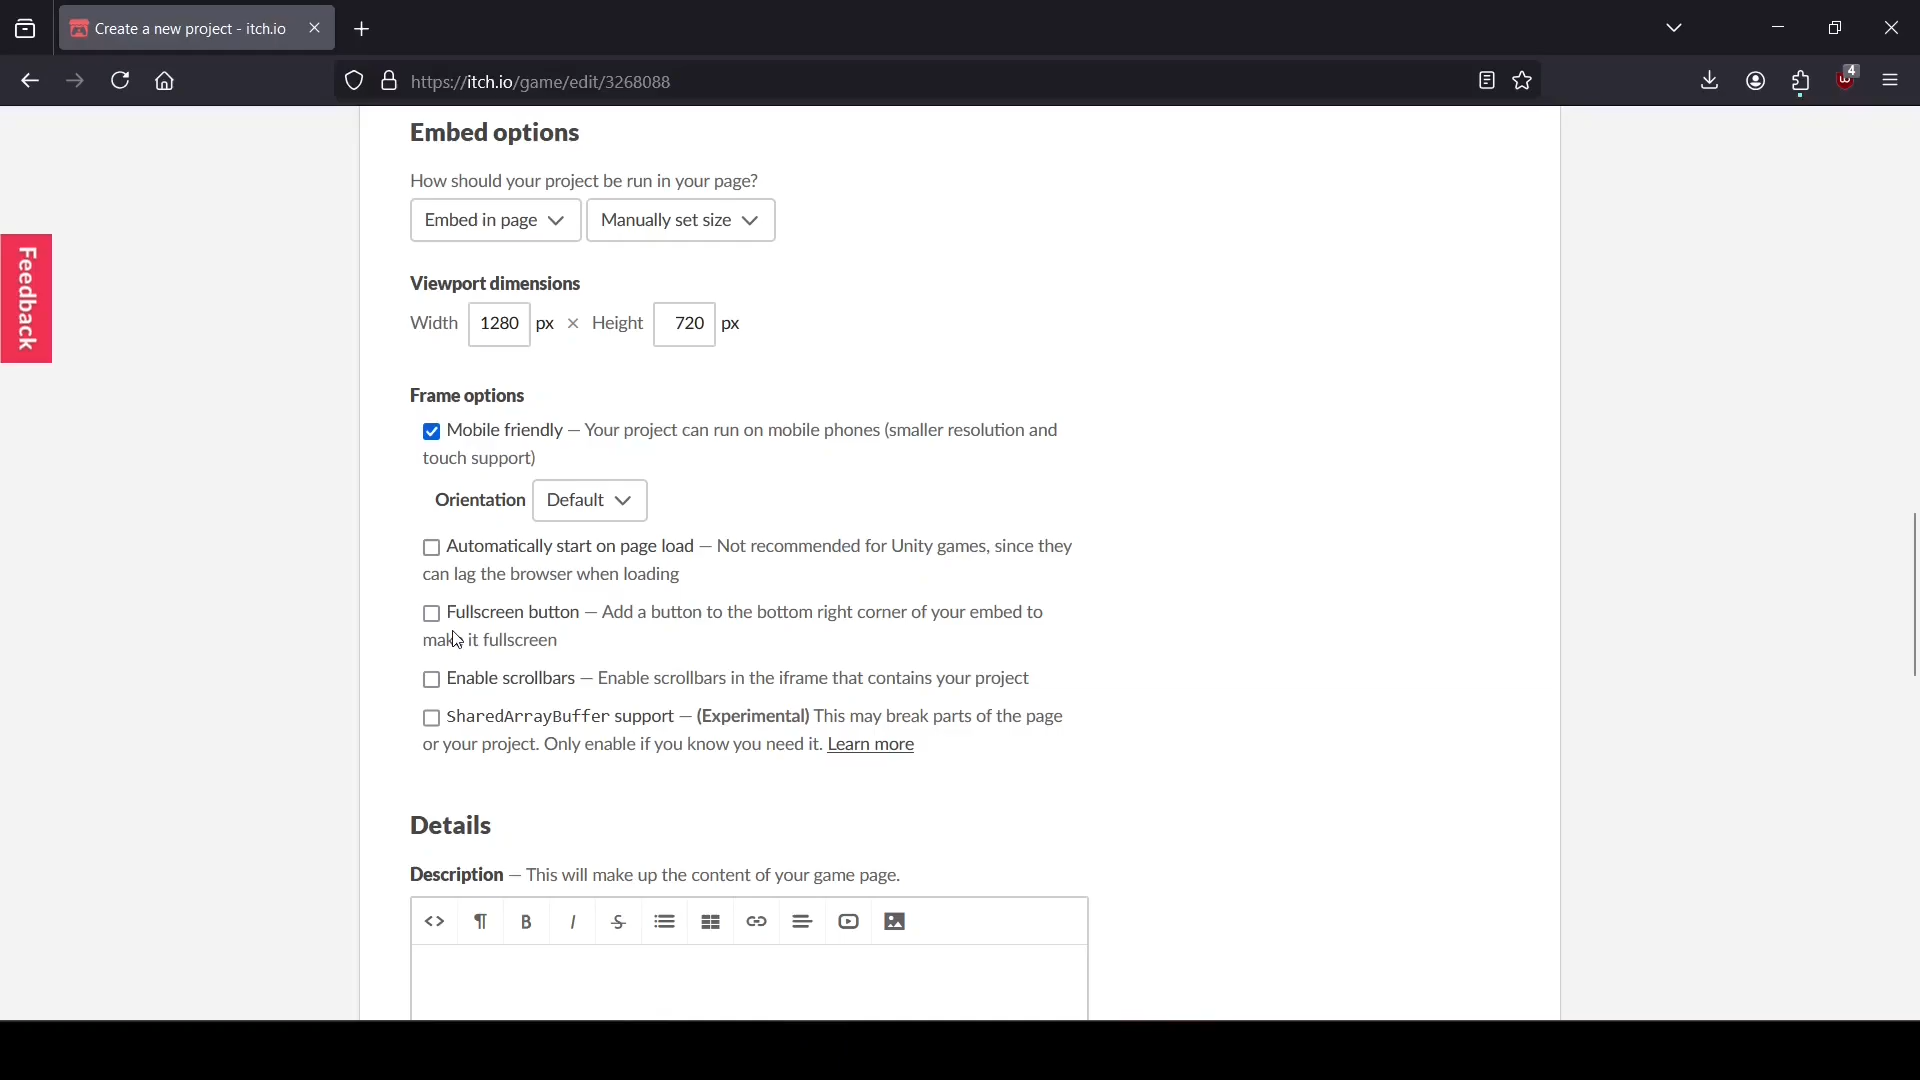 Create a new project - itch.io
https://itch.io/game/edit/3268088
4
Feedback
Embed options
How should your project be run in your page?
Embed in page Manually set size
Viewport dimensions
Width 1280 px × Height 720 px
Frame options
Mobile friendly — Your project can run on mobile phones (smaller resolution and
touch support)
Orientation Default
Automatically start on page load — Not recommended for Unity games, since they
can lag the browser when loading
Fullscreen button — Add a button to the bottom right corner of your embed to
make it fullscreen
Enable scrollbars — Enable scrollbars in the iframe that contains your project
SharedArrayBuffer support — (Experimental) This may break parts of the page
or your project. Only enable if you know you need it. Learn more
Details
Description — This will make up the content of your game page.